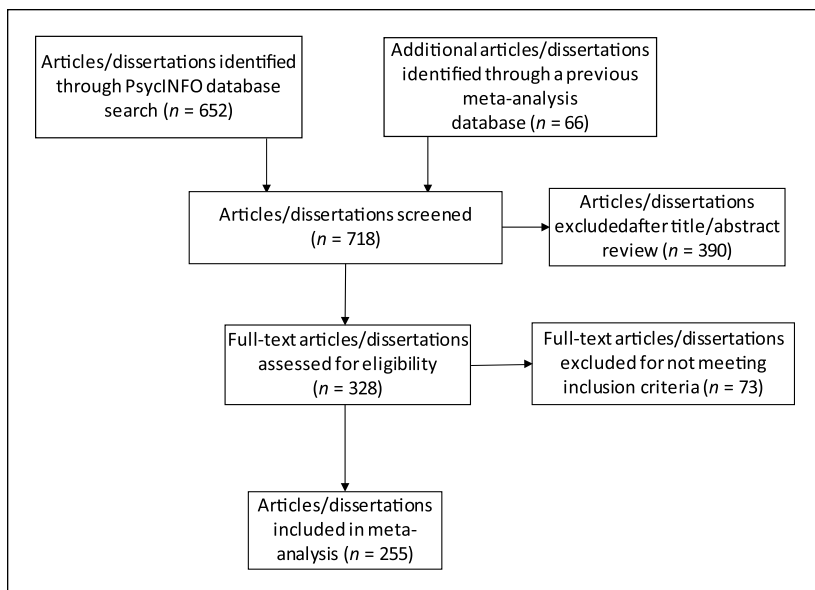 Articles/dissertations identified
through PsycINFO database
search (n = 652)
Additional articles/dissertations
identified through a previous
meta-analysis
database (n = 66)
Articles/dissertations screened
(n = 718)
Articles/dissertations
excludedafter title/abstract
review (n = 390)
Full-text articles/dissertations
assessed for eligibility
(n = 328)
Full-text articles/dissertations
excluded for not meeting
inclusion criteria (n = 73)
Articles/dissertations
included in meta-
analysis (n = 255)